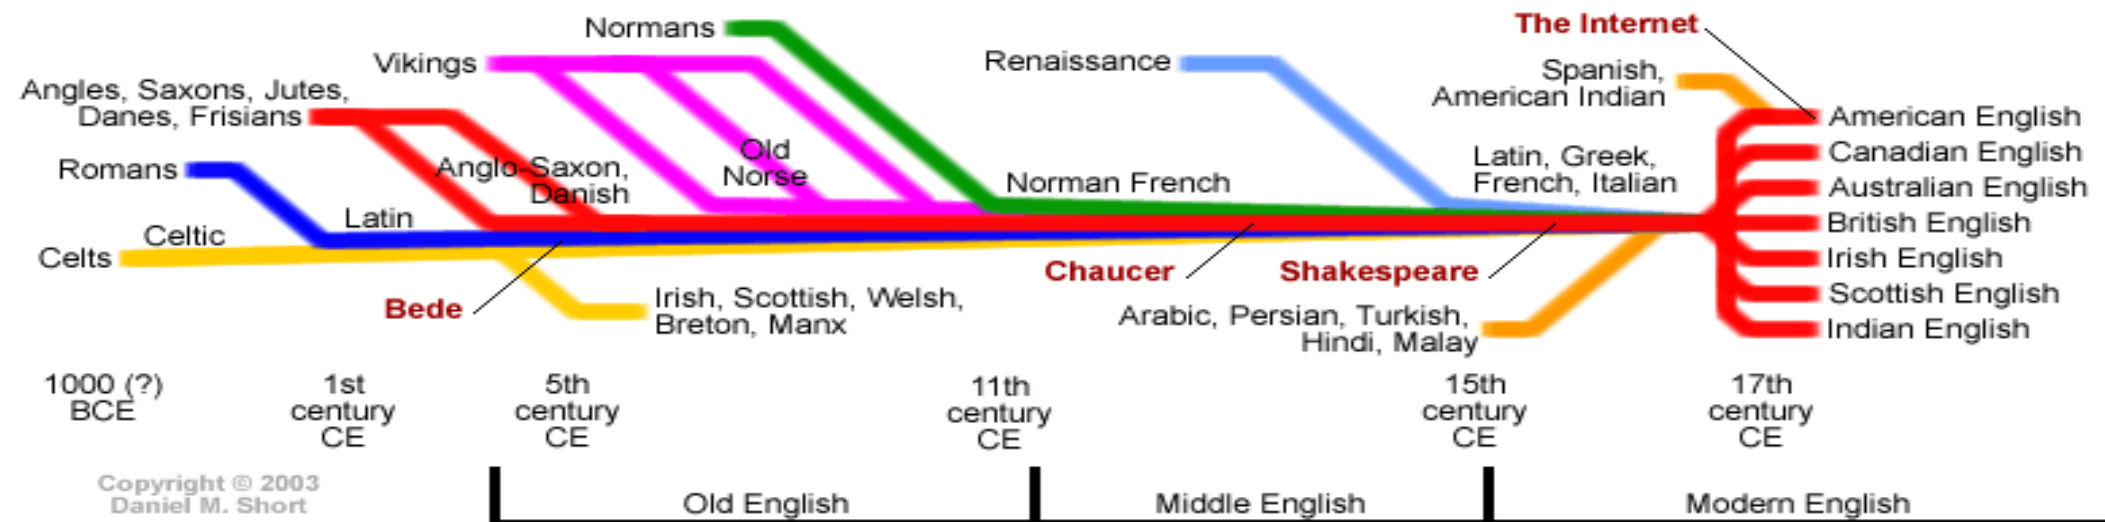 Normans
The Internet
Vikings
Renaissance
Spanish,
American Indian
Angles, Saxons, Jutes,
Danes, Frisians
American English
Romans
Anglo-Saxon,
Danish
Old
Norse
Norman French
Latin, Greek,
French, Italian
Canadian English
Australian English
British English
Irish English
Scottish English
Indian English
Latin
Celtic
Celts
Bede
Irish, Scottish, Welsh,
Breton, Manx
Chaucer
Shakespeare
Arabic, Persian, Turkish,
Hindi, Malay
1000 (?)
BCE
1st
century
CE
5th
century
CE
11th
century
CE
15th
century
CE
17th
century
CE
Copyright © 2003
Daniel M. Short
Old English
Middle English
Modern English